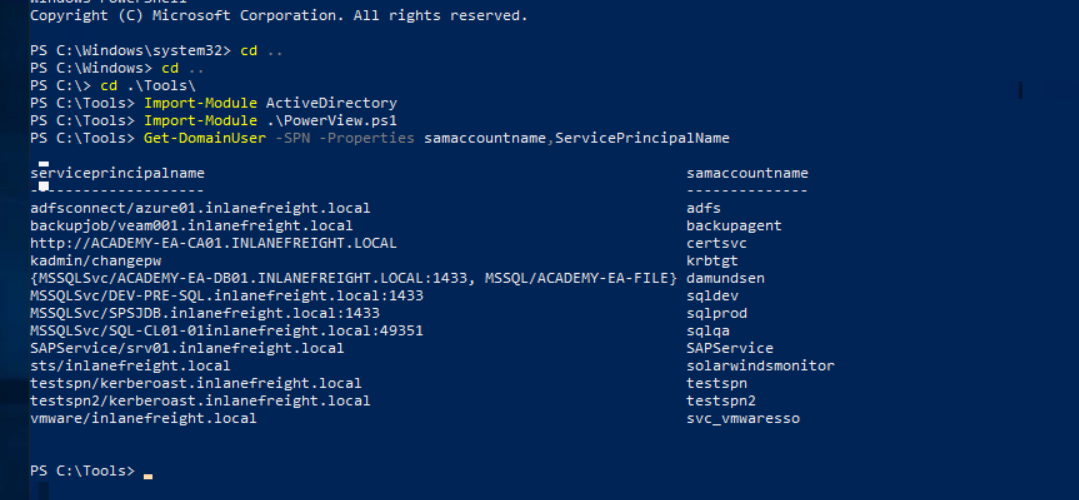 Copyright (C) Microsoft Corporation. All rights reserved.
PS C:\Windows\system32> cd ..
PS C:\Windows> cd ..
PS C:\> cd .\Tools\
PS C:\Tools> Import-Module ActiveDirectory
PS C:\Tools> Import-Module .\PowerView.ps1
PS C:\Tools> Get-DomainUser -SPN -Properties samaccountname,ServicePrincipalName
serviceprincipalname samaccountname
-------------------- --------------
adfsconnect/azure01.inlanefreight.local adfs
backupjob/veam001.inlanefreight.local backupagent
http://ACADEMY-EA-CA01.INLANEFREIGHT.LOCAL certsvc
kadmin/changepw krbtgt
{MSSQLSvc/ACADEMY-EA-DB01.INLANEFREIGHT.LOCAL:1433, MSSQL/ACADEMY-EA-FILE} damundsen
MSSQLSvc/DEV-PRE-SQL.inlanefreight.local:1433 sqldev
MSSQLSvc/SPSJDB.inlanefreight.local:1433 sqlprod
MSSQLSvc/SQL-CL01-01inlanefreight.local:49351 sqlqa
SAPService/srv01.inlanefreight.local SAPService
sts/inlanefreight.local solarwindsmonitor
testspn/kerberoast.inlanefreight.local testspn
testspn2/kerberoast.inlanefreight.local testspn2
vmware/inlanefreight.local svc_vmwaresso
PS C:\Tools>